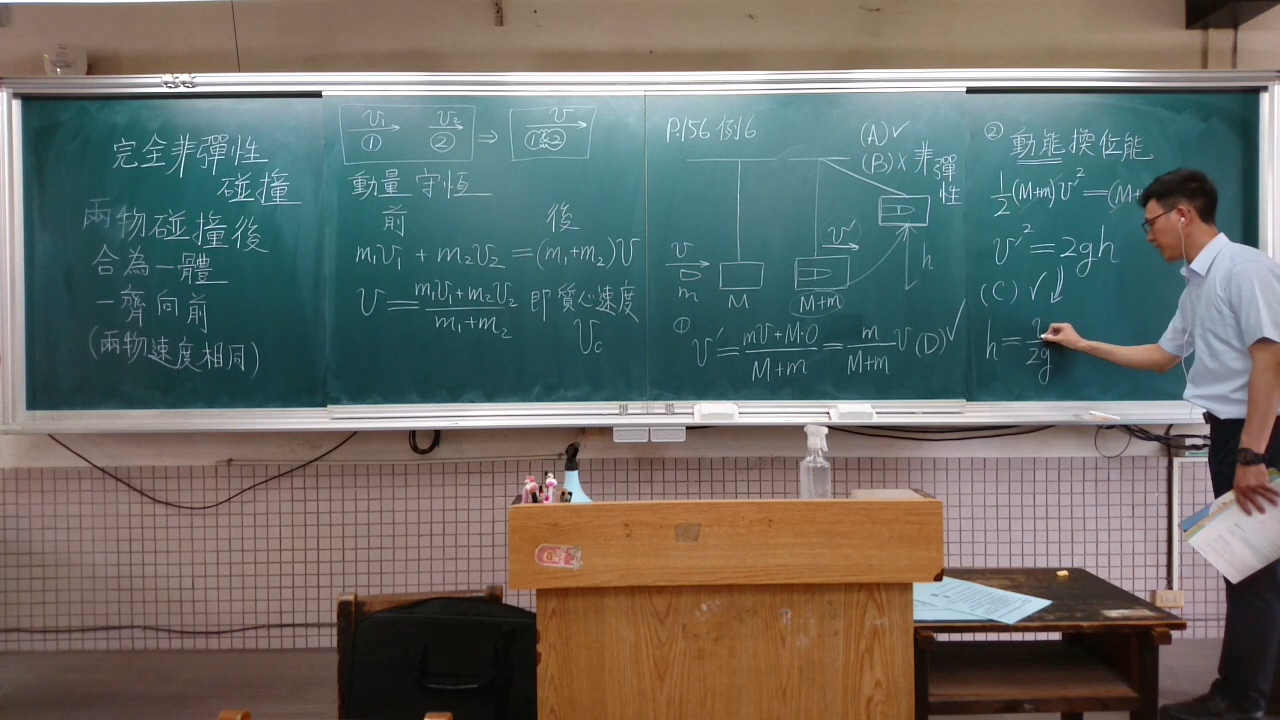 完全非彈性
碰撞
兩物碰撞後
合為一體
一齊向前
(兩物速度相同)
v₁ v₂ ⇒ v
① ② ①②
動量守恆
前 後
m₁v₁ + m₂v₂ = (m₁+m₂)v
v = (m₁v₁+m₂v₂)/(m₁+m₂) 即質心速度
v_c
P.156 例6
(A)✓
(B)× 非彈性
v v' h
m M M+m
① v' = (mv+M·0)/(M+m) = m/(M+m) v (D)✓
② 動能換位能
½(M+m)v'² = (M+
v'² = 2gh
(C)✓
h = /2g